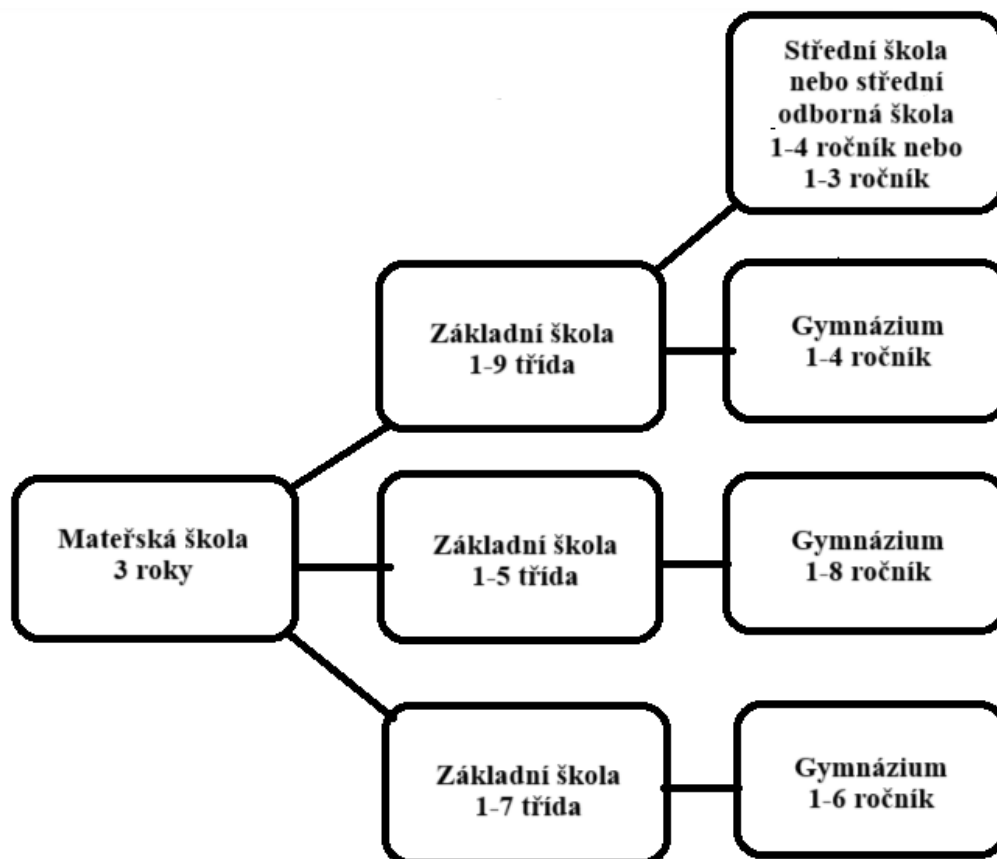 Střední škola
nebo střední
odborná škola
1-4 ročník nebo
1-3 ročník
Základní škola
1-9 třída
Gymnázium
1-4 ročník
Mateřská škola
3 roky
Základní škola
1-5 třída
Gymnázium
1-8 ročník
Základní škola
1-7 třída
Gymnázium
1-6 ročník